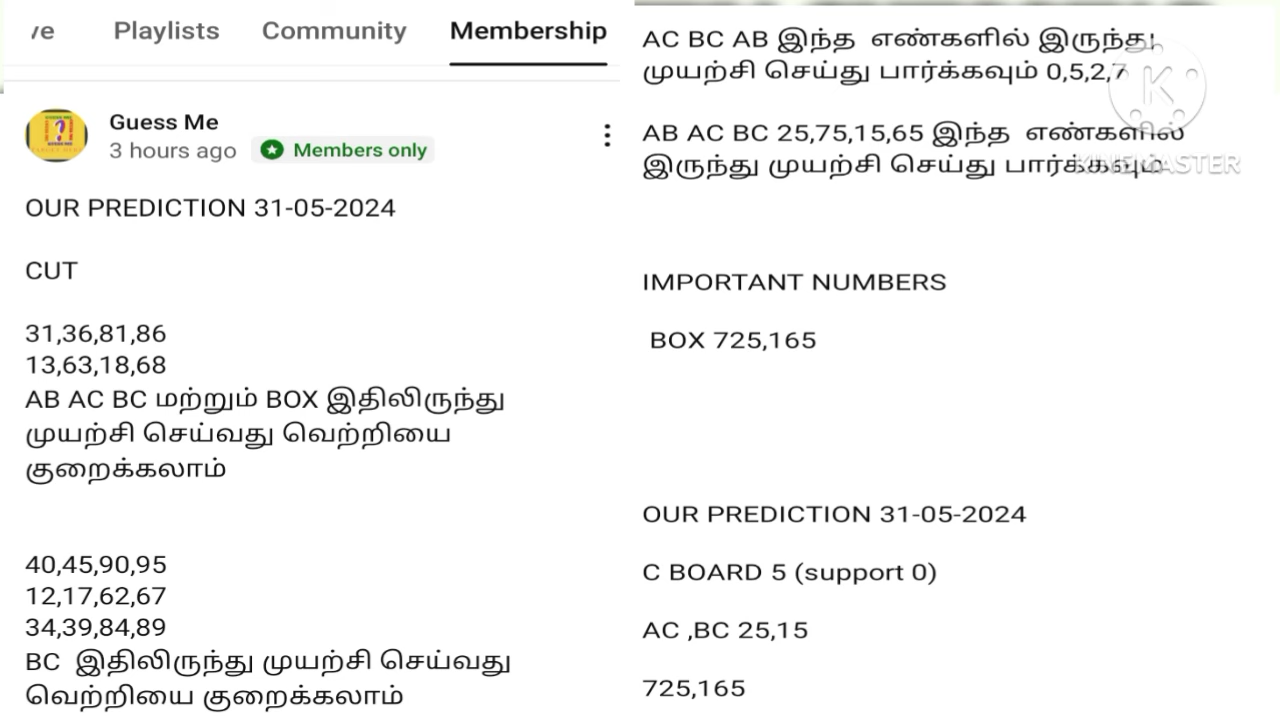 ve Playlists Community Membership
Guess Me
3 hours ago Members only
OUR PREDICTION 31-05-2024
CUT
31,36,81,86
13,63,18,68
AB AC BC மற்றும் BOX இதிலிருந்து
முயற்சி செய்வது வெற்றியை
குறைக்கலாம்
40,45,90,95
12,17,62,67
34,39,84,89
BC இதிலிருந்து முயற்சி செய்வது
வெற்றியை குறைக்கலாம்
AC BC AB இந்த எண்களில் இருந்து
முயற்சி செய்து பார்க்கவும் 0,5,2,7
AB AC BC 25,75,15,65 இந்த எண்களில்
இருந்து முயற்சி செய்து பார்க்கவும்
K
KINEMASTER
IMPORTANT NUMBERS
BOX 725,165
OUR PREDICTION 31-05-2024
C BOARD 5 (support 0)
AC ,BC 25,15
725,165